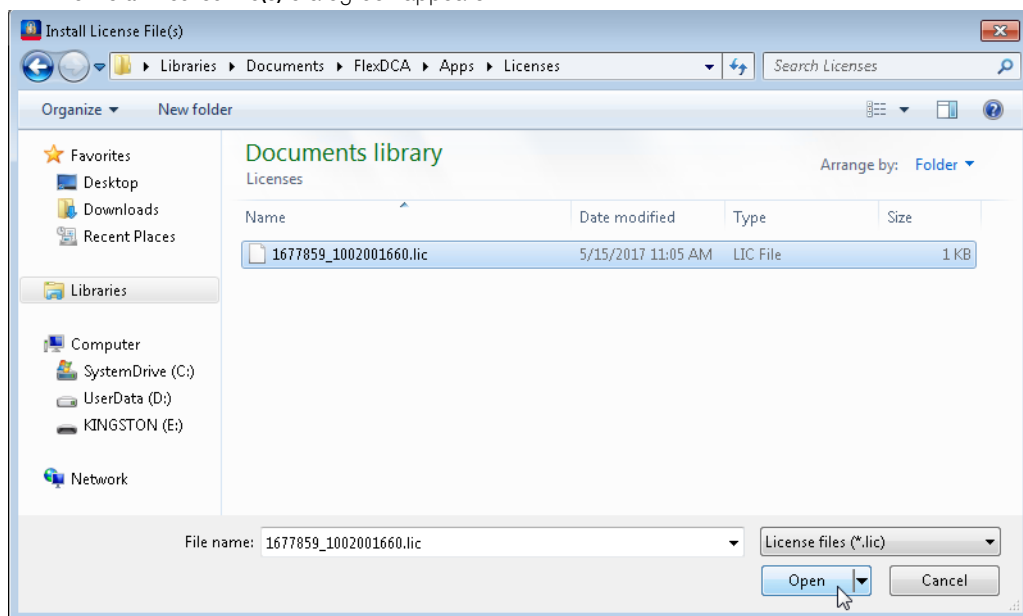 Install License File(s)
Libraries Documents FlexDCA Apps Licenses Search Licenses
Organize New folder
Favorites
Desktop
Downloads
Recent Places
Libraries
Computer
SystemDrive (C:)
UserData (D:)
KINGSTON (E:)
Network
Documents library
Licenses
Arrange by: Folder
Name Date modified Type Size
1677859_1002001660.lic 5/15/2017 11:05 AM LIC File 1 KB
File name: 1677859_1002001660.lic License files (*.lic)
Open Cancel